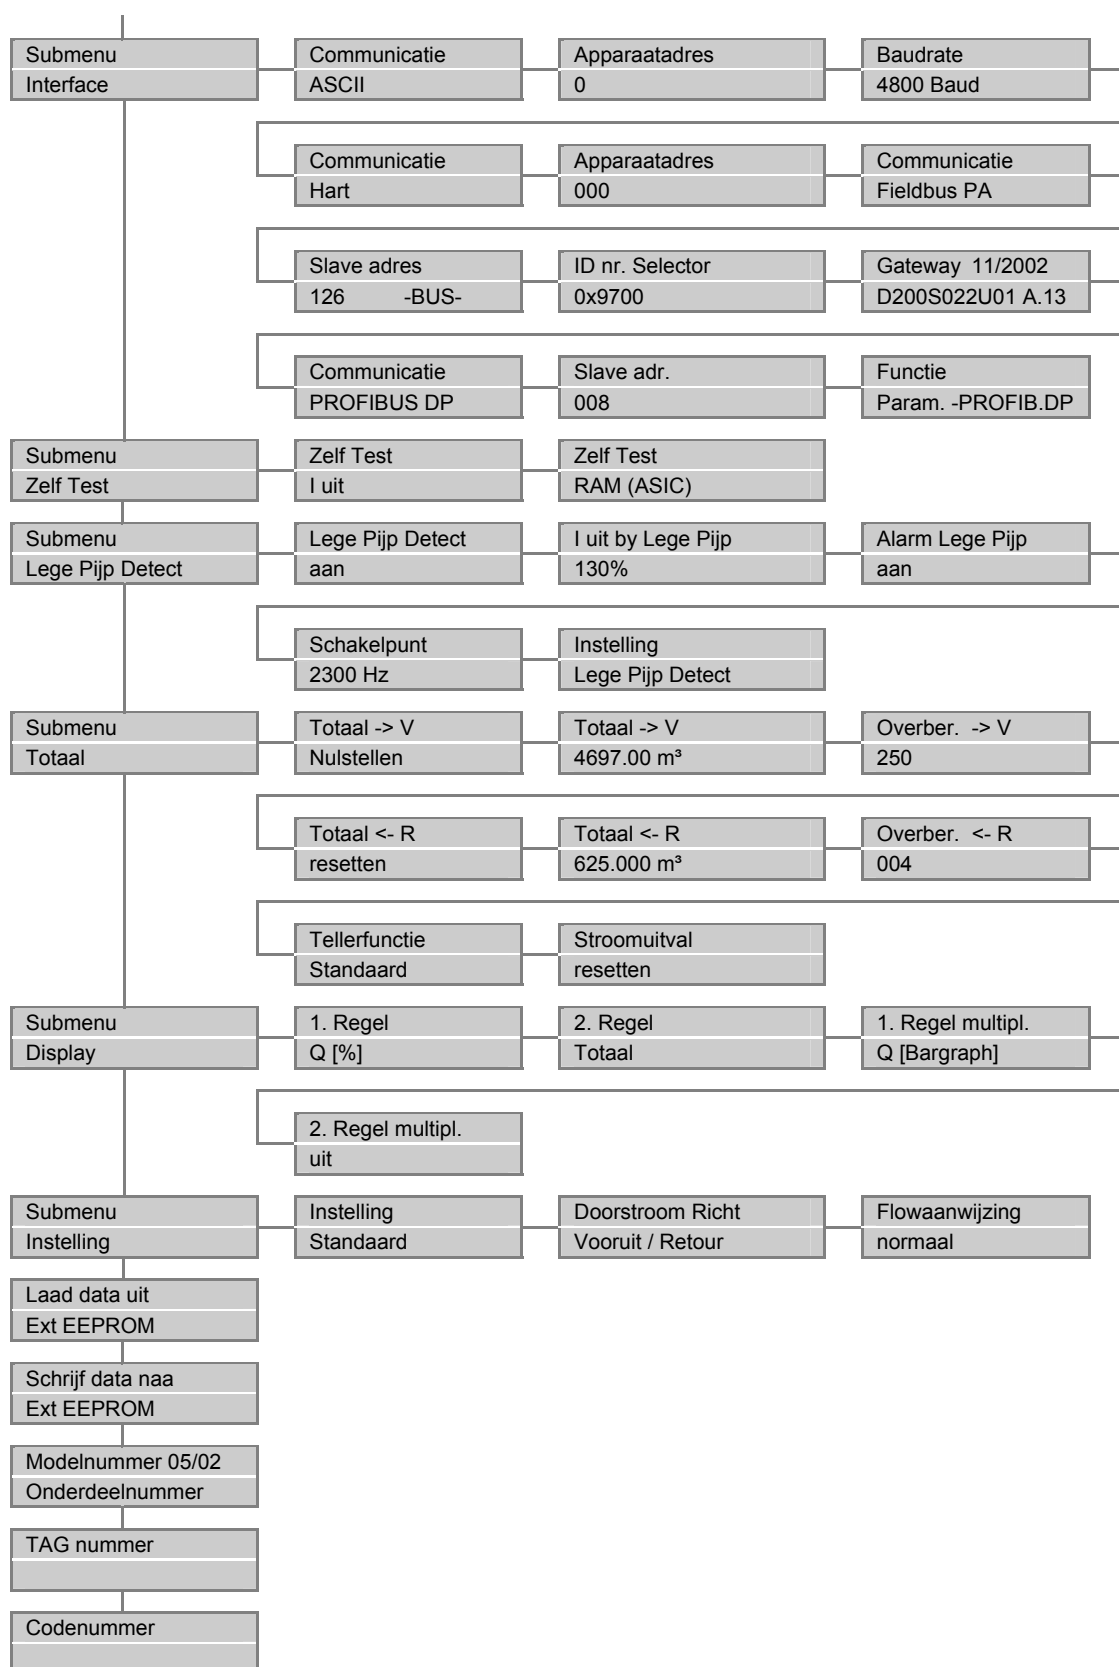 Submenu
Interface
Communicatie
ASCII
Apparaatadres
0
Baudrate
4800 Baud
Communicatie
Hart
Apparaatadres
000
Communicatie
Fieldbus PA
Slave adres
126 -BUS-
ID nr. Selector
0x9700
Gateway 11/2002
D200S022U01 A.13
Communicatie
PROFIBUS DP
Slave adr.
008
Functie
Param. -PROFIB.DP
Submenu
Zelf Test
Zelf Test
I uit
Zelf Test
RAM (ASIC)
Submenu
Lege Pijp Detect
Lege Pijp Detect
aan
I uit by Lege Pijp
130%
Alarm Lege Pijp
aan
Schakelpunt
2300 Hz
Instelling
Lege Pijp Detect
Submenu
Totaal
Totaal -> V
Nulstellen
Totaal -> V
4697.00 m³
Overber. -> V
250
Totaal <- R
resetten
Totaal <- R
625.000 m³
Overber. <- R
004
Tellerfunctie
Standaard
Stroomuitval
resetten
Submenu
Display
1. Regel
Q [%]
2. Regel
Totaal
1. Regel multipl.
Q [Bargraph]
2. Regel multipl.
uit
Submenu
Instelling
Instelling
Standaard
Doorstroom Richt
Vooruit / Retour
Flowaanwijzing
normaal
Laad data uit
Ext EEPROM
Schrijf data naa
Ext EEPROM
Modelnummer 05/02
Onderdeelnummer
TAG nummer
Codenummer